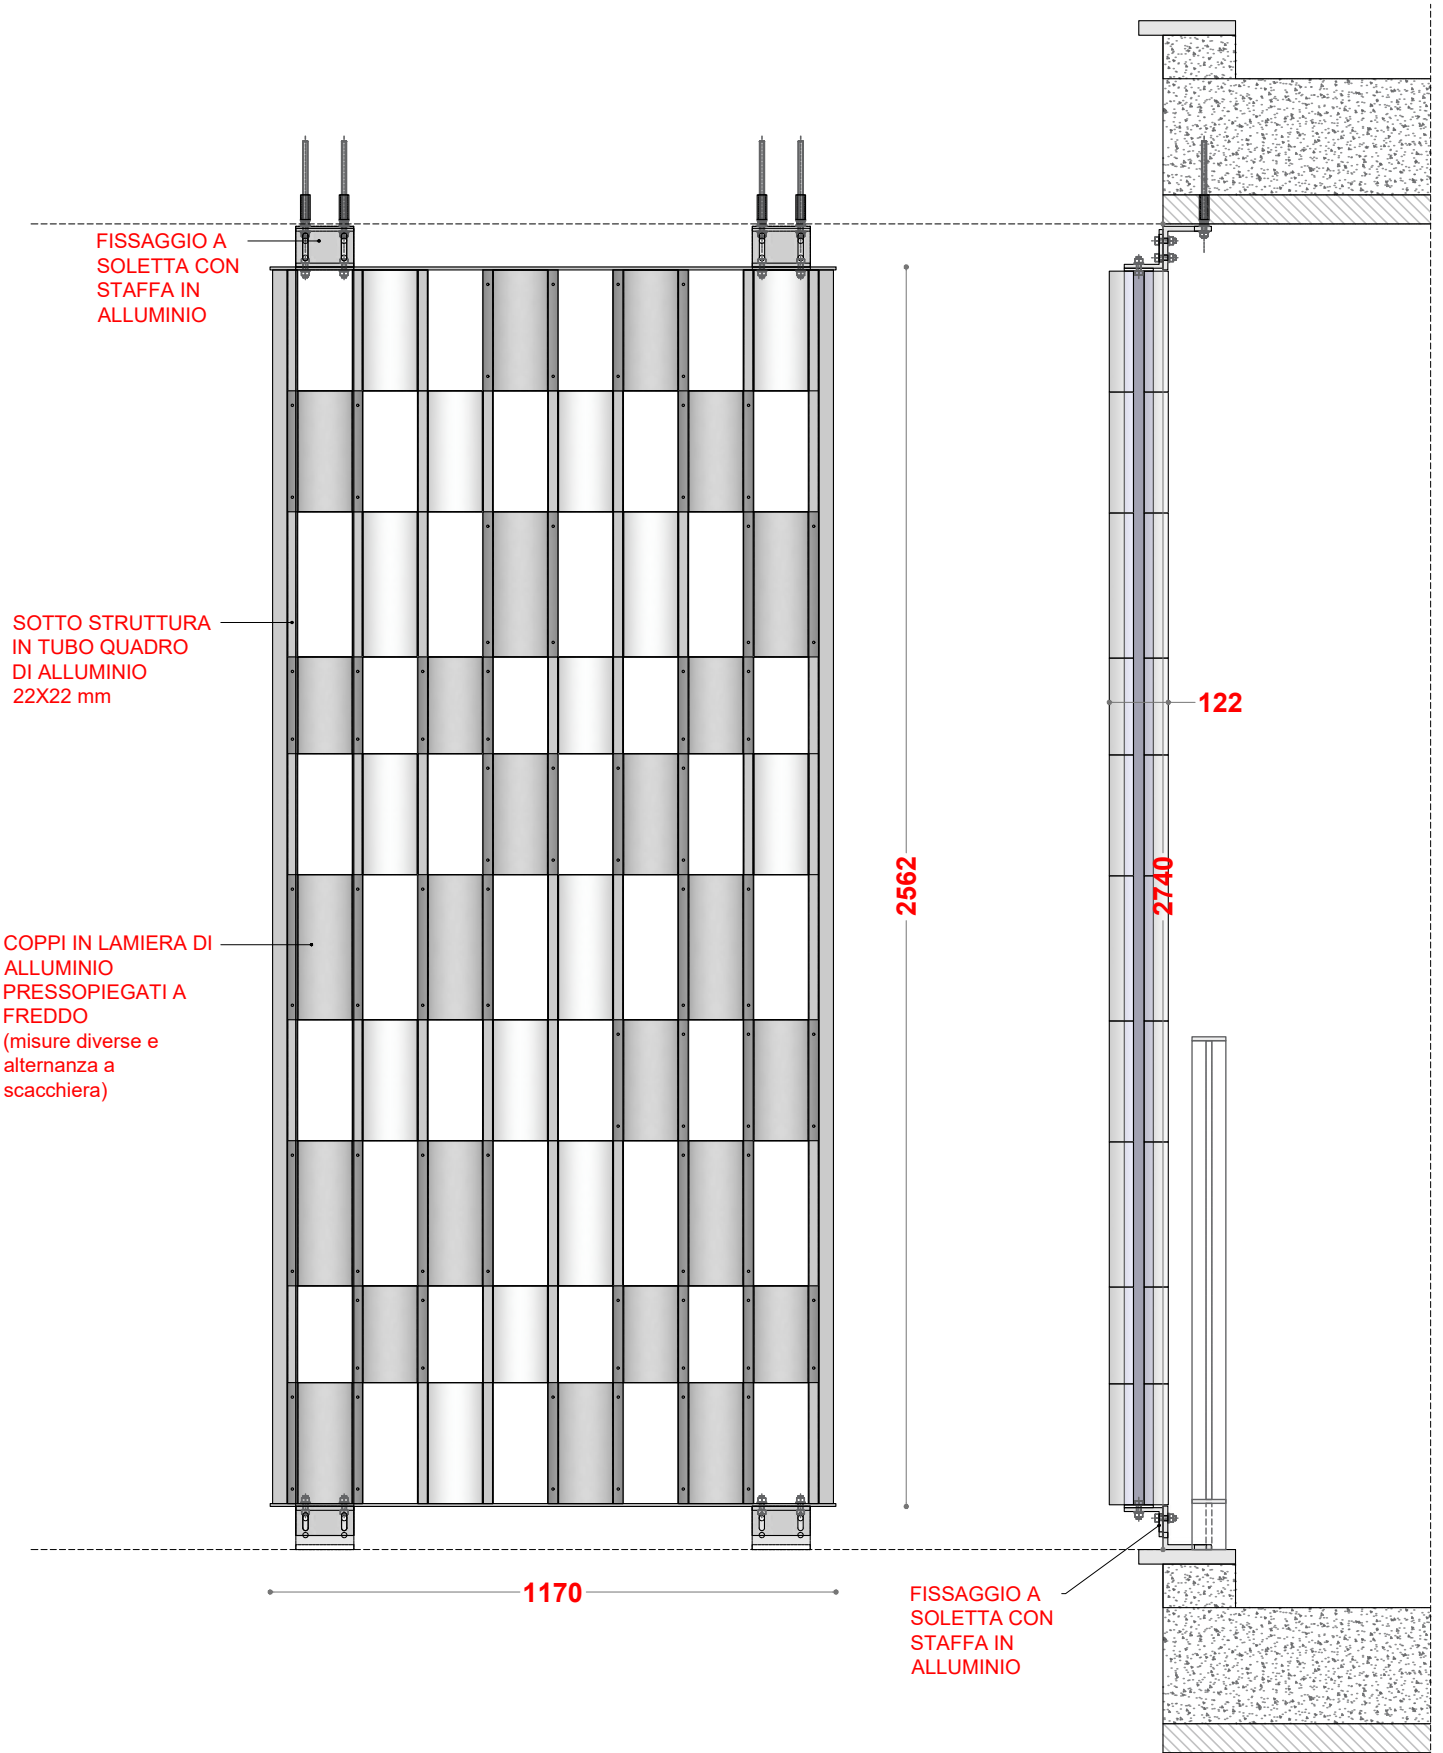 FISSAGGIO A
SOLETTA CON
STAFFA IN
ALLUMINIO
SOTTO STRUTTURA
IN TUBO QUADRO
DI ALLUMINIO
22X22 mm
122
2562
2740
COPPI IN LAMIERA DI
ALLUMINIO
PRESSOPIEGATI A
FREDDO
(misure diverse e
alternanza a
scacchiera)
1170
FISSAGGIO A
SOLETTA CON
STAFFA IN
ALLUMINIO